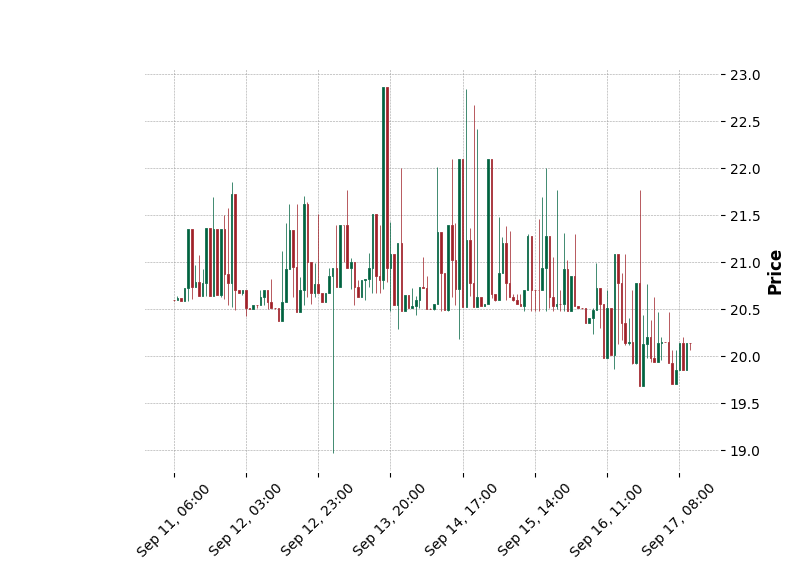 23.0
22.5
22.0
21.5
21.0
20.5
20.0
19.5
19.0
Price
Sep 11, 06:00
Sep 12, 03:00
Sep 12, 23:00
Sep 13, 20:00
Sep 14, 17:00
Sep 15, 14:00
Sep 16, 11:00
Sep 17, 08:00